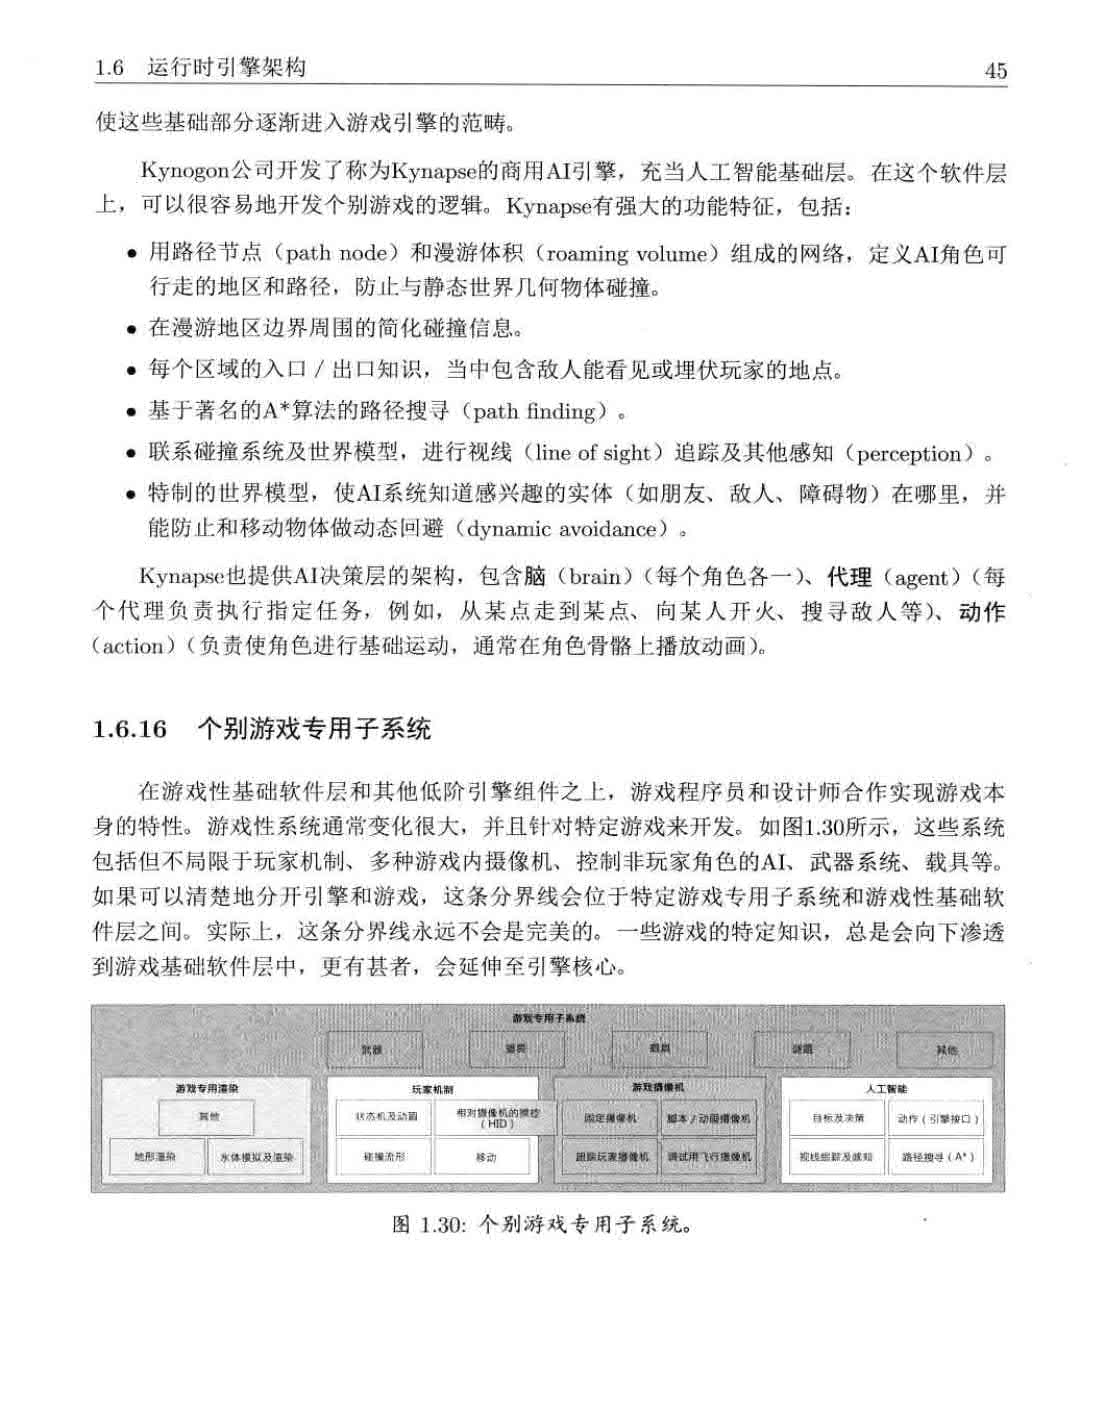 1.6 运行时引擎架构 45
使这些基础部分逐渐进入游戏引擎的范畴。
Kynogon公司开发了称为Kynapse的商用AI引擎，充当人工智能基础层。在这个软件层
上，可以很容易地开发个别游戏的逻辑。Kynapse有强大的功能特征，包括：
• 用路径节点（path node）和漫游体积（roaming volume）组成的网络，定义AI角色可
行走的地区和路径，防止与静态世界几何物体碰撞。
• 在漫游地区边界周围的简化碰撞信息。
• 每个区域的入口 / 出口知识，当中包含敌人能看见或埋伏玩家的地点。
• 基于著名的A*算法的路径搜寻（path finding）。
• 联系碰撞系统及世界模型，进行视线（line of sight）追踪及其他感知（perception）。
• 特制的世界模型，使AI系统知道感兴趣的实体（如朋友、敌人、障碍物）在哪里，并
能防止和移动物体做动态回避（dynamic avoidance）。
Kynapse也提供AI决策层的架构，包含脑（brain）（每个角色各一）、代理（agent）（每
个代理负责执行指定任务，例如，从某点走到某点、向某人开火、搜寻敌人等）、动作
（action）（负责使角色进行基础运动，通常在角色骨骼上播放动画）。
1.6.16 个别游戏专用子系统
在游戏性基础软件层和其他低阶引擎组件之上，游戏程序员和设计师合作实现游戏本
身的特性。游戏性系统通常变化很大，并且针对特定游戏来开发。如图1.30所示，这些系统
包括但不局限于玩家机制、多种游戏内摄像机、控制非玩家角色的AI、武器系统、载具等。
如果可以清楚地分开引擎和游戏，这条分界线会位于特定游戏专用子系统和游戏性基础软
件层之间。实际上，这条分界线永远不会是完美的。一些游戏的特定知识，总是会向下渗透
到游戏基础软件层中，更有甚者，会延伸至引擎核心。
游戏专用子系统
武器 载具 谜题 其他
游戏专用渲染 玩家机制 游戏摄像机 人工智能
其他 状态机及动画 相对摄像机的操控 固定摄像机 脚本 / 动画摄像机 目标及决策 动作（引擎接口）
（HID）
地形渲染 水体模拟及渲染 碰撞流形 移动 跟踪玩家摄像机 调试用飞行摄像机 视线追踪及感知 路径搜寻（A*）
图 1.30: 个别游戏专用子系统。